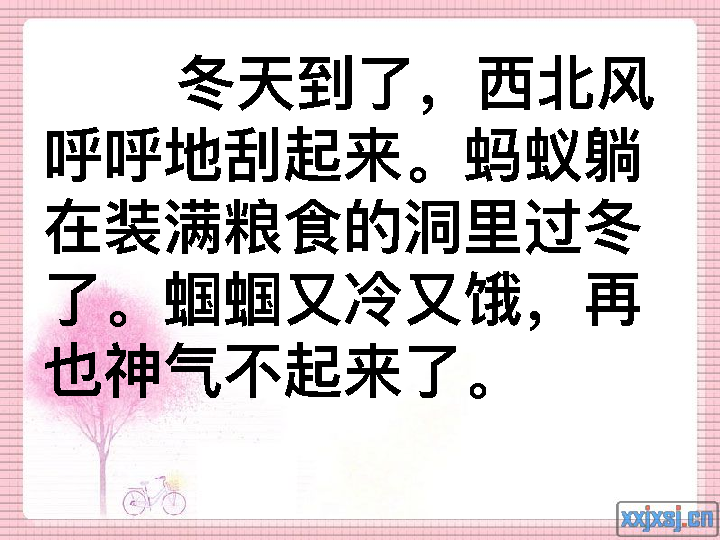 冬天到了，西北风
呼呼地刮起来。蚂蚁躺
在装满粮食的洞里过冬
了。蝈蝈又冷又饿，再
也神气不起来了。
xxjxsj.cn